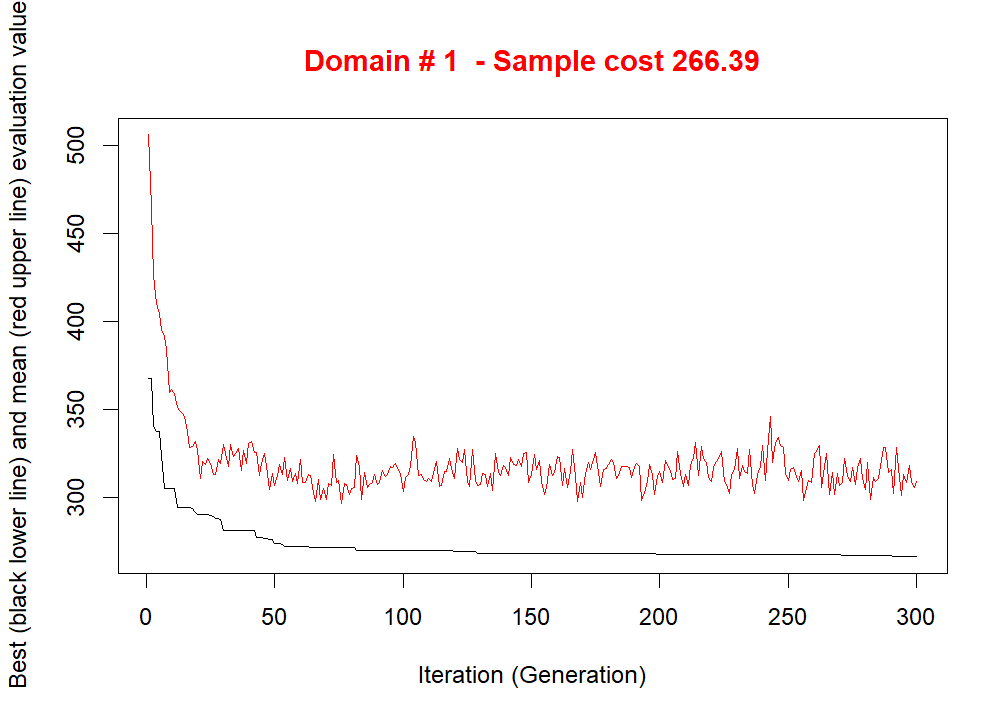 Domain # 1  - Sample cost 266.39
Best (black lower line) and mean (red upper line) evaluation value
500
450
400
350
300
0 50 100 150 200 250 300
Iteration (Generation)